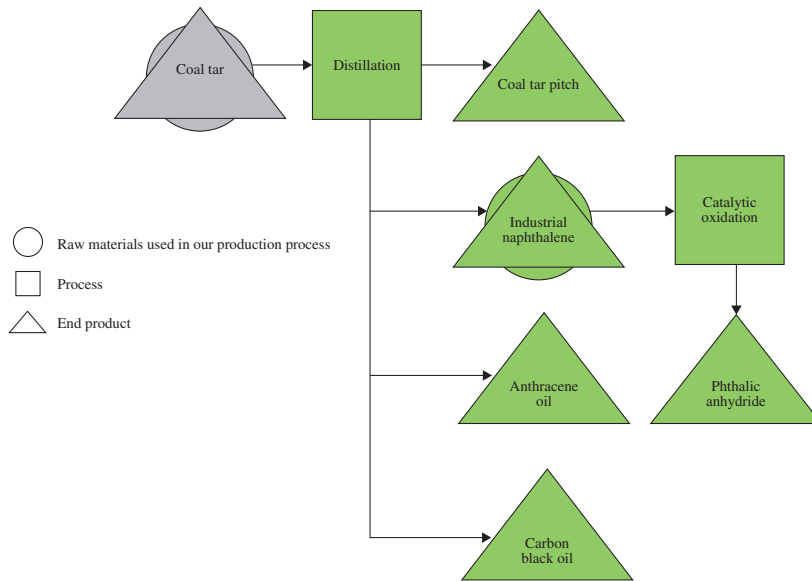 Coal tar
Distillation
Coal tar pitch
Industrial
naphthalene
Catalytic
oxidation
Raw materials used in our production process
Process
End product
Anthracene
oil
Phthalic
anhydride
Carbon
black oil